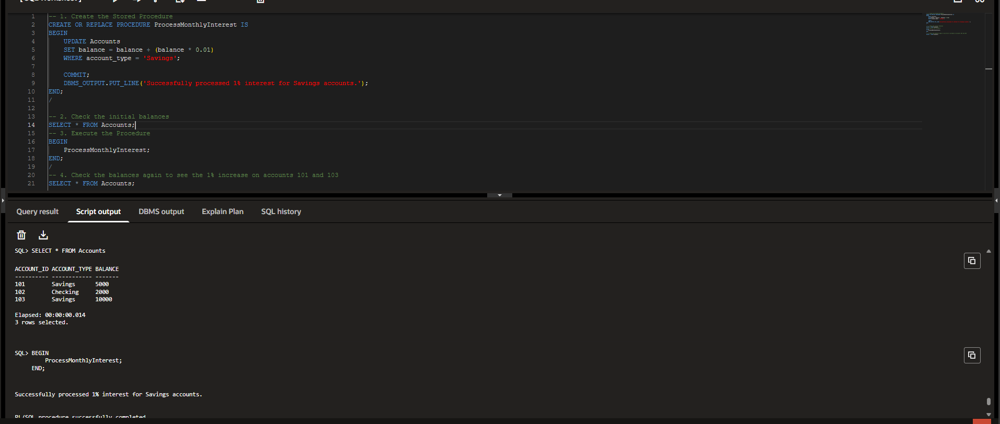 [SQL Worksheet]
1 -- 1. Create the Stored Procedure
2 CREATE OR REPLACE PROCEDURE ProcessMonthlyInterest IS
3 BEGIN
4 UPDATE Accounts
5 SET balance = balance + (balance * 0.01)
6 WHERE account_type = 'Savings';
7
8 COMMIT;
9 DBMS_OUTPUT.PUT_LINE('Successfully processed 1% interest for Savings accounts.');
10 END;
11 /
12
13 -- 2. Check the initial balances
14 SELECT * FROM Accounts;
15 -- 3. Execute the Procedure
16 BEGIN
17 ProcessMonthlyInterest;
18 END;
19 /
20 -- 4. Check the balances again to see the 1% increase on accounts 101 and 103
21 SELECT * FROM Accounts;
Query result Script output DBMS output Explain Plan SQL history
SQL> SELECT * FROM Accounts
ACCOUNT_ID ACCOUNT_TYPE BALANCE
---------- ------------ -------
101 Savings 5000
102 Checking 2000
103 Savings 10000
Elapsed: 00:00:00.014
3 rows selected.
SQL> BEGIN
ProcessMonthlyInterest;
END;
Successfully processed 1% interest for Savings accounts.
PL/SQL procedure successfully completed.